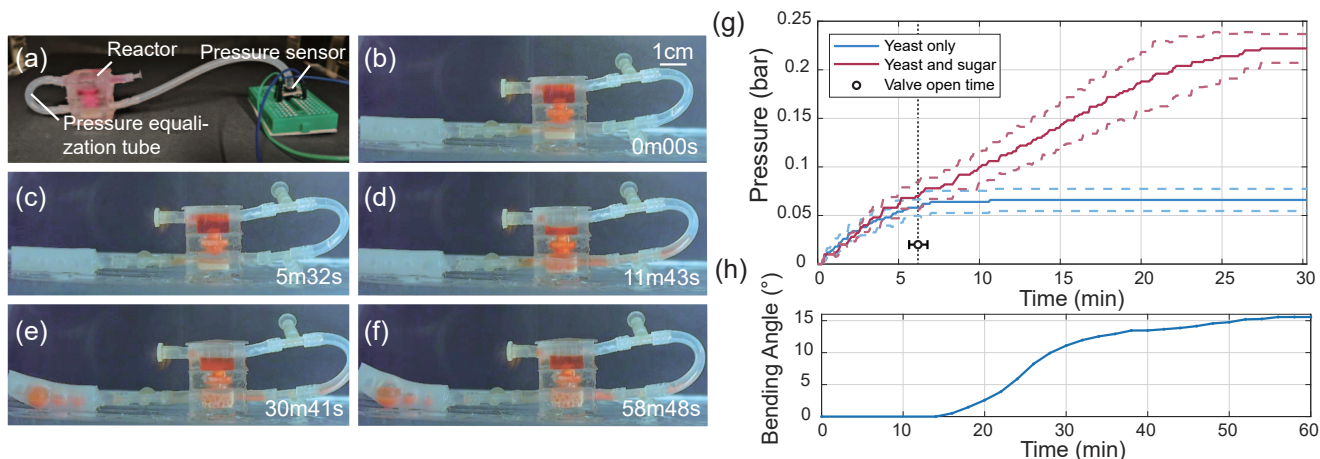 (a)
Reactor
Pressure sensor
Pressure equali-
zation tube
(b)
1cm
0m00s
(c)
5m32s
(d)
11m43s
(e)
30m41s
(f)
58m48s
(g)
Pressure (bar)
0.25
0.2
0.15
0.1
0.05
0
Yeast only
Yeast and sugar
Valve open time
0 5 10 15 20 25 30
Time (min)
(h)
Bending Angle (°)
15
10
5
0
0 10 20 30 40 50 60
Time (min)